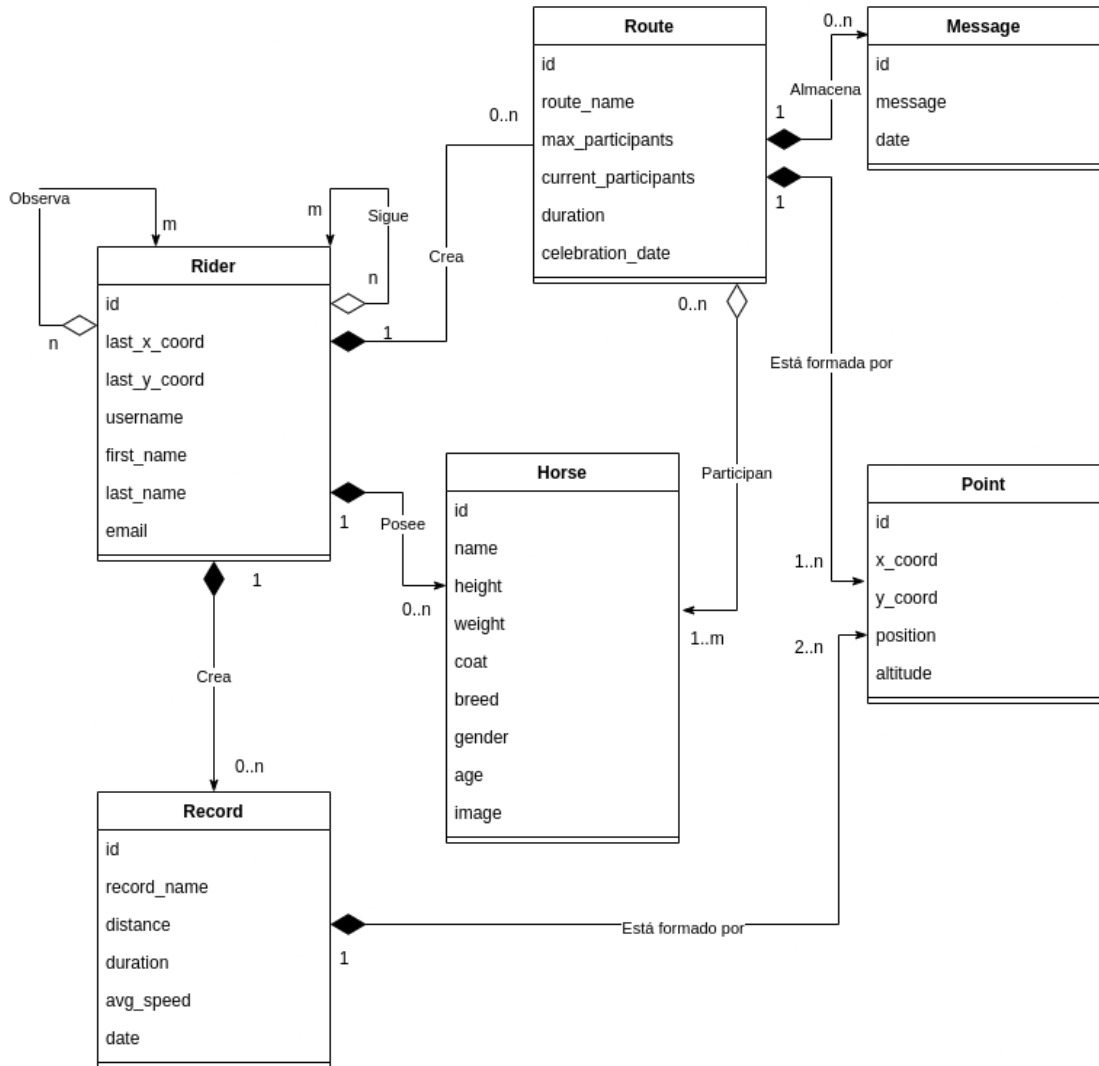 Route
id
route_name
max_participants
current_participants
duration
celebration_date
Message
id
message
date
0..n
Almacena
1
1
0..n
Crea
1
Observa
m
n
m
Sigue
n
Rider
id
last_x_coord
last_y_coord
username
first_name
last_name
email
0..n
Participan
1..m
Está formada por
1..n
1
Posee
0..n
Horse
id
name
height
weight
coat
breed
gender
age
image
Point
id
x_coord
y_coord
position
altitude
2..n
1
Crea
0..n
Record
id
record_name
distance
duration
avg_speed
date
1
Está formado por